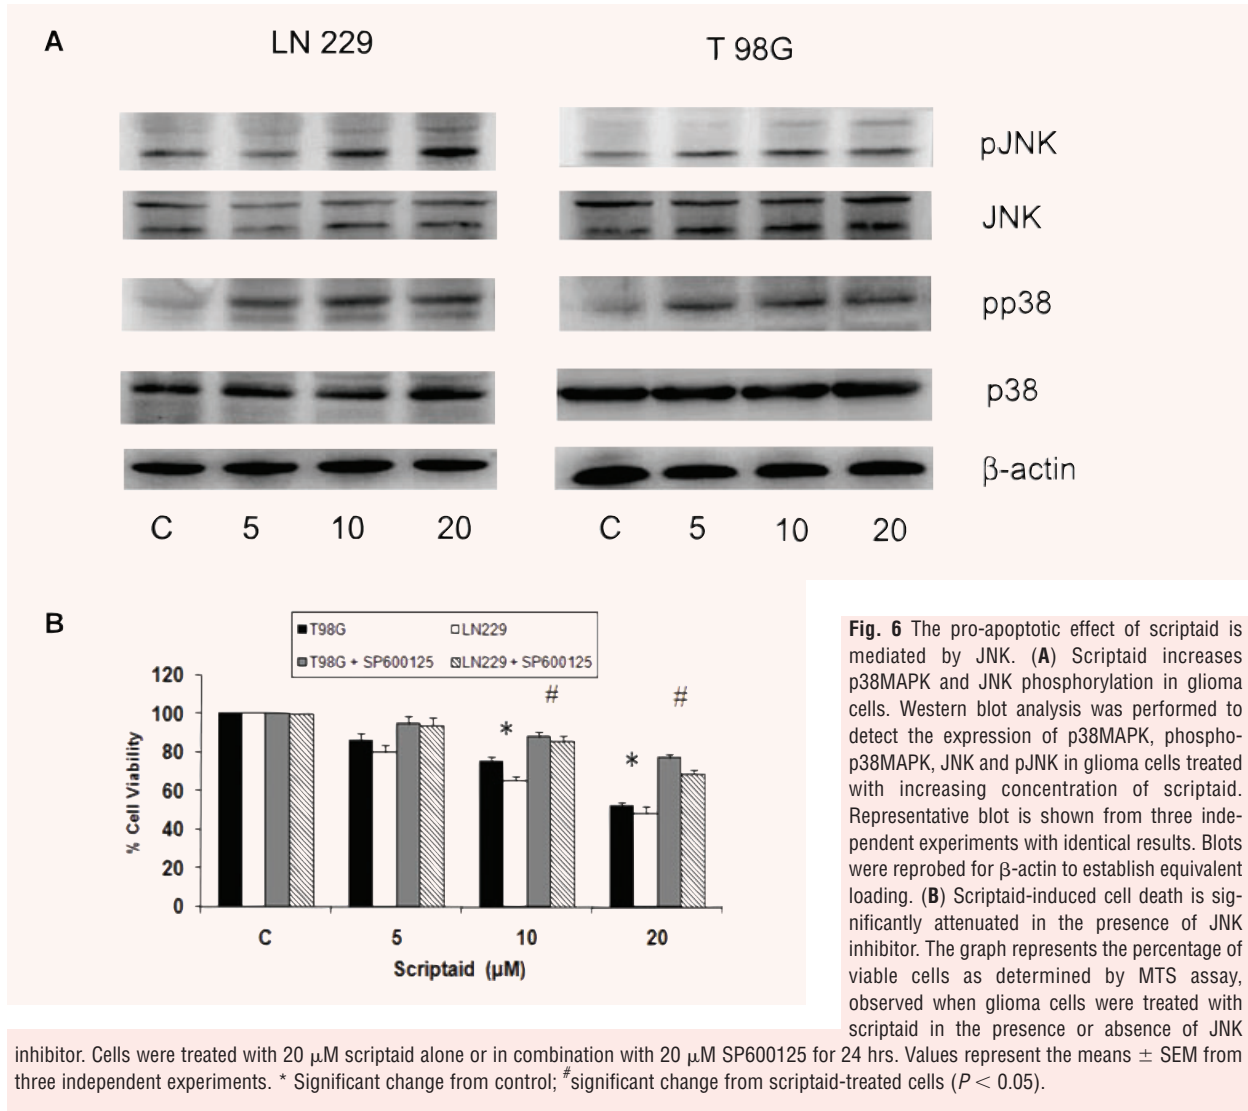 A
LN 229
T 98G
pJNK
JNK
pp38
p38
β-actin
C 5 10 20
C 5 10 20
B
T98G LN229
T98G + SP600125 LN229 + SP600125
% Cell Viability
120
100
80
60
40
20
0
* # * #
C 5 10 20
Scriptaid (µM)
Fig. 6 The pro-apoptotic effect of scriptaid is
mediated by JNK. (A) Scriptaid increases
p38MAPK and JNK phosphorylation in glioma
cells. Western blot analysis was performed to
detect the expression of p38MAPK, phospho-
p38MAPK, JNK and pJNK in glioma cells treated
with increasing concentration of scriptaid.
Representative blot is shown from three inde-
pendent experiments with identical results. Blots
were reprobed for β-actin to establish equivalent
loading. (B) Scriptaid-induced cell death is sig-
nificantly attenuated in the presence of JNK
inhibitor. The graph represents the percentage of
viable cells as determined by MTS assay,
observed when glioma cells were treated with
scriptaid in the presence or absence of JNK
inhibitor. Cells were treated with 20 μM scriptaid alone or in combination with 20 μM SP600125 for 24 hrs. Values represent the means ± SEM from
three independent experiments. * Significant change from control; #significant change from scriptaid-treated cells (P < 0.05).